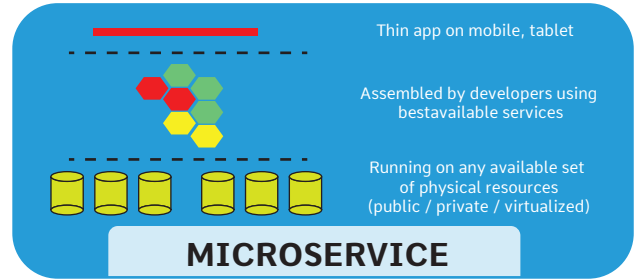 Thin app on mobile, tablet
Assembled by developers using
bestavailable services
Running on any available set
of physical resources
(public / private / virtualized)
MICROSERVICE